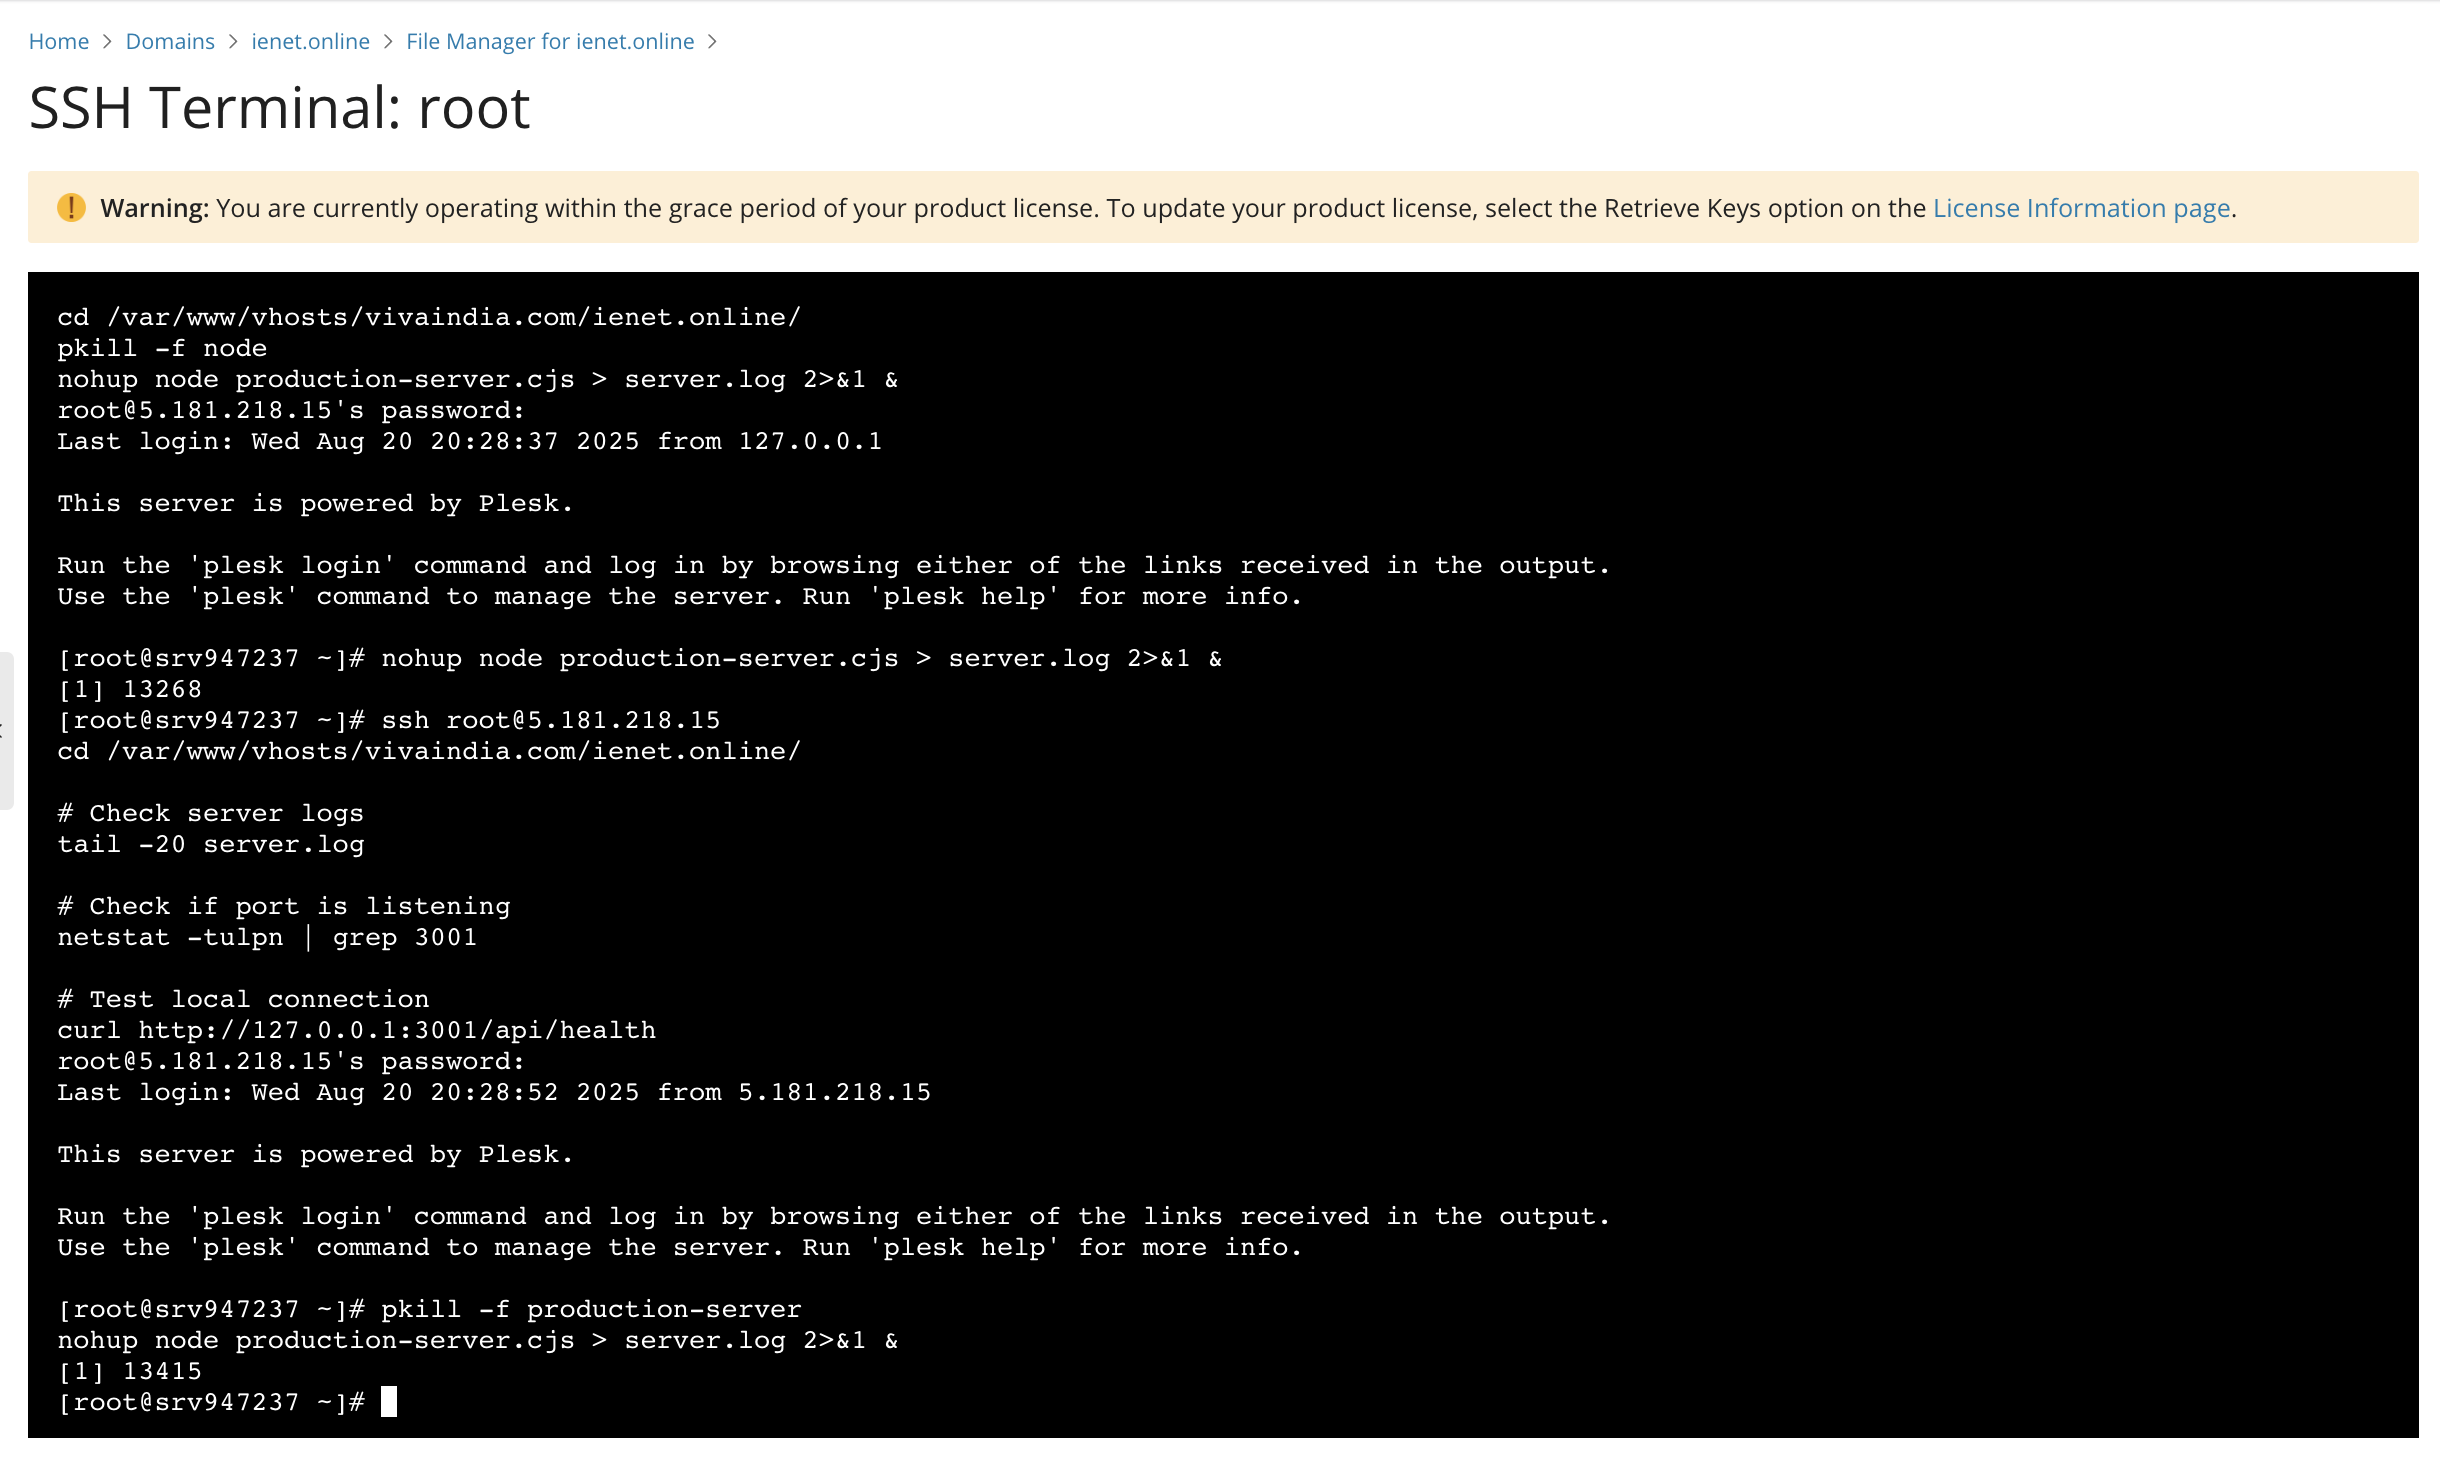 Home > Domains > ienet.online > File Manager for ienet.online >
SSH Terminal: root
! Warning: You are currently operating within the grace period of your product license. To update your product license, select the Retrieve Keys option on the License Information page.
cd /var/www/vhosts/vivaindia.com/ienet.online/
pkill -f node
nohup node production-server.cjs > server.log 2>&1 &
root@5.181.218.15's password:
Last login: Wed Aug 20 20:28:37 2025 from 127.0.0.1
This server is powered by Plesk.
Run the 'plesk login' command and log in by browsing either of the links received in the output.
Use the 'plesk' command to manage the server. Run 'plesk help' for more info.
[root@srv947237 ~]# nohup node production-server.cjs > server.log 2>&1 &
[1] 13268
[root@srv947237 ~]# ssh root@5.181.218.15
cd /var/www/vhosts/vivaindia.com/ienet.online/
# Check server logs
tail -20 server.log
# Check if port is listening
netstat -tulpn | grep 3001
# Test local connection
curl http://127.0.0.1:3001/api/health
root@5.181.218.15's password:
Last login: Wed Aug 20 20:28:52 2025 from 5.181.218.15
This server is powered by Plesk.
Run the 'plesk login' command and log in by browsing either of the links received in the output.
Use the 'plesk' command to manage the server. Run 'plesk help' for more info.
[root@srv947237 ~]# pkill -f production-server
nohup node production-server.cjs > server.log 2>&1 &
[1] 13415
[root@srv947237 ~]#